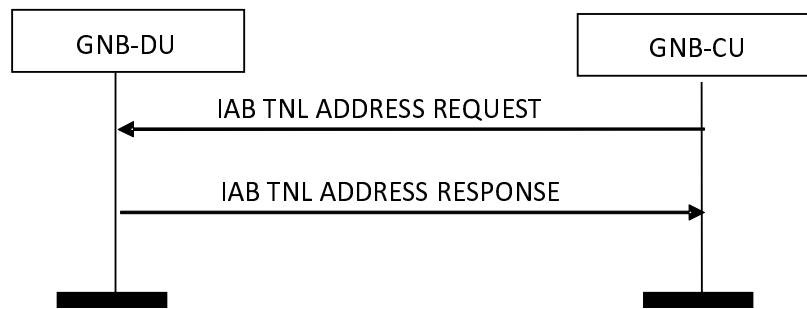 GNB-DU
GNB-CU
IAB TNL ADDRESS REQUEST
IAB TNL ADDRESS RESPONSE